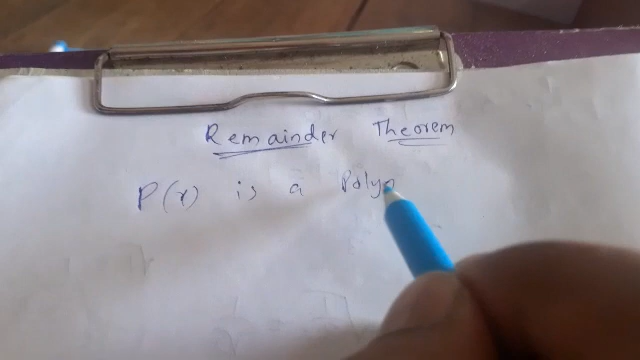 Remainder Theorem
P(x) is a Polyn